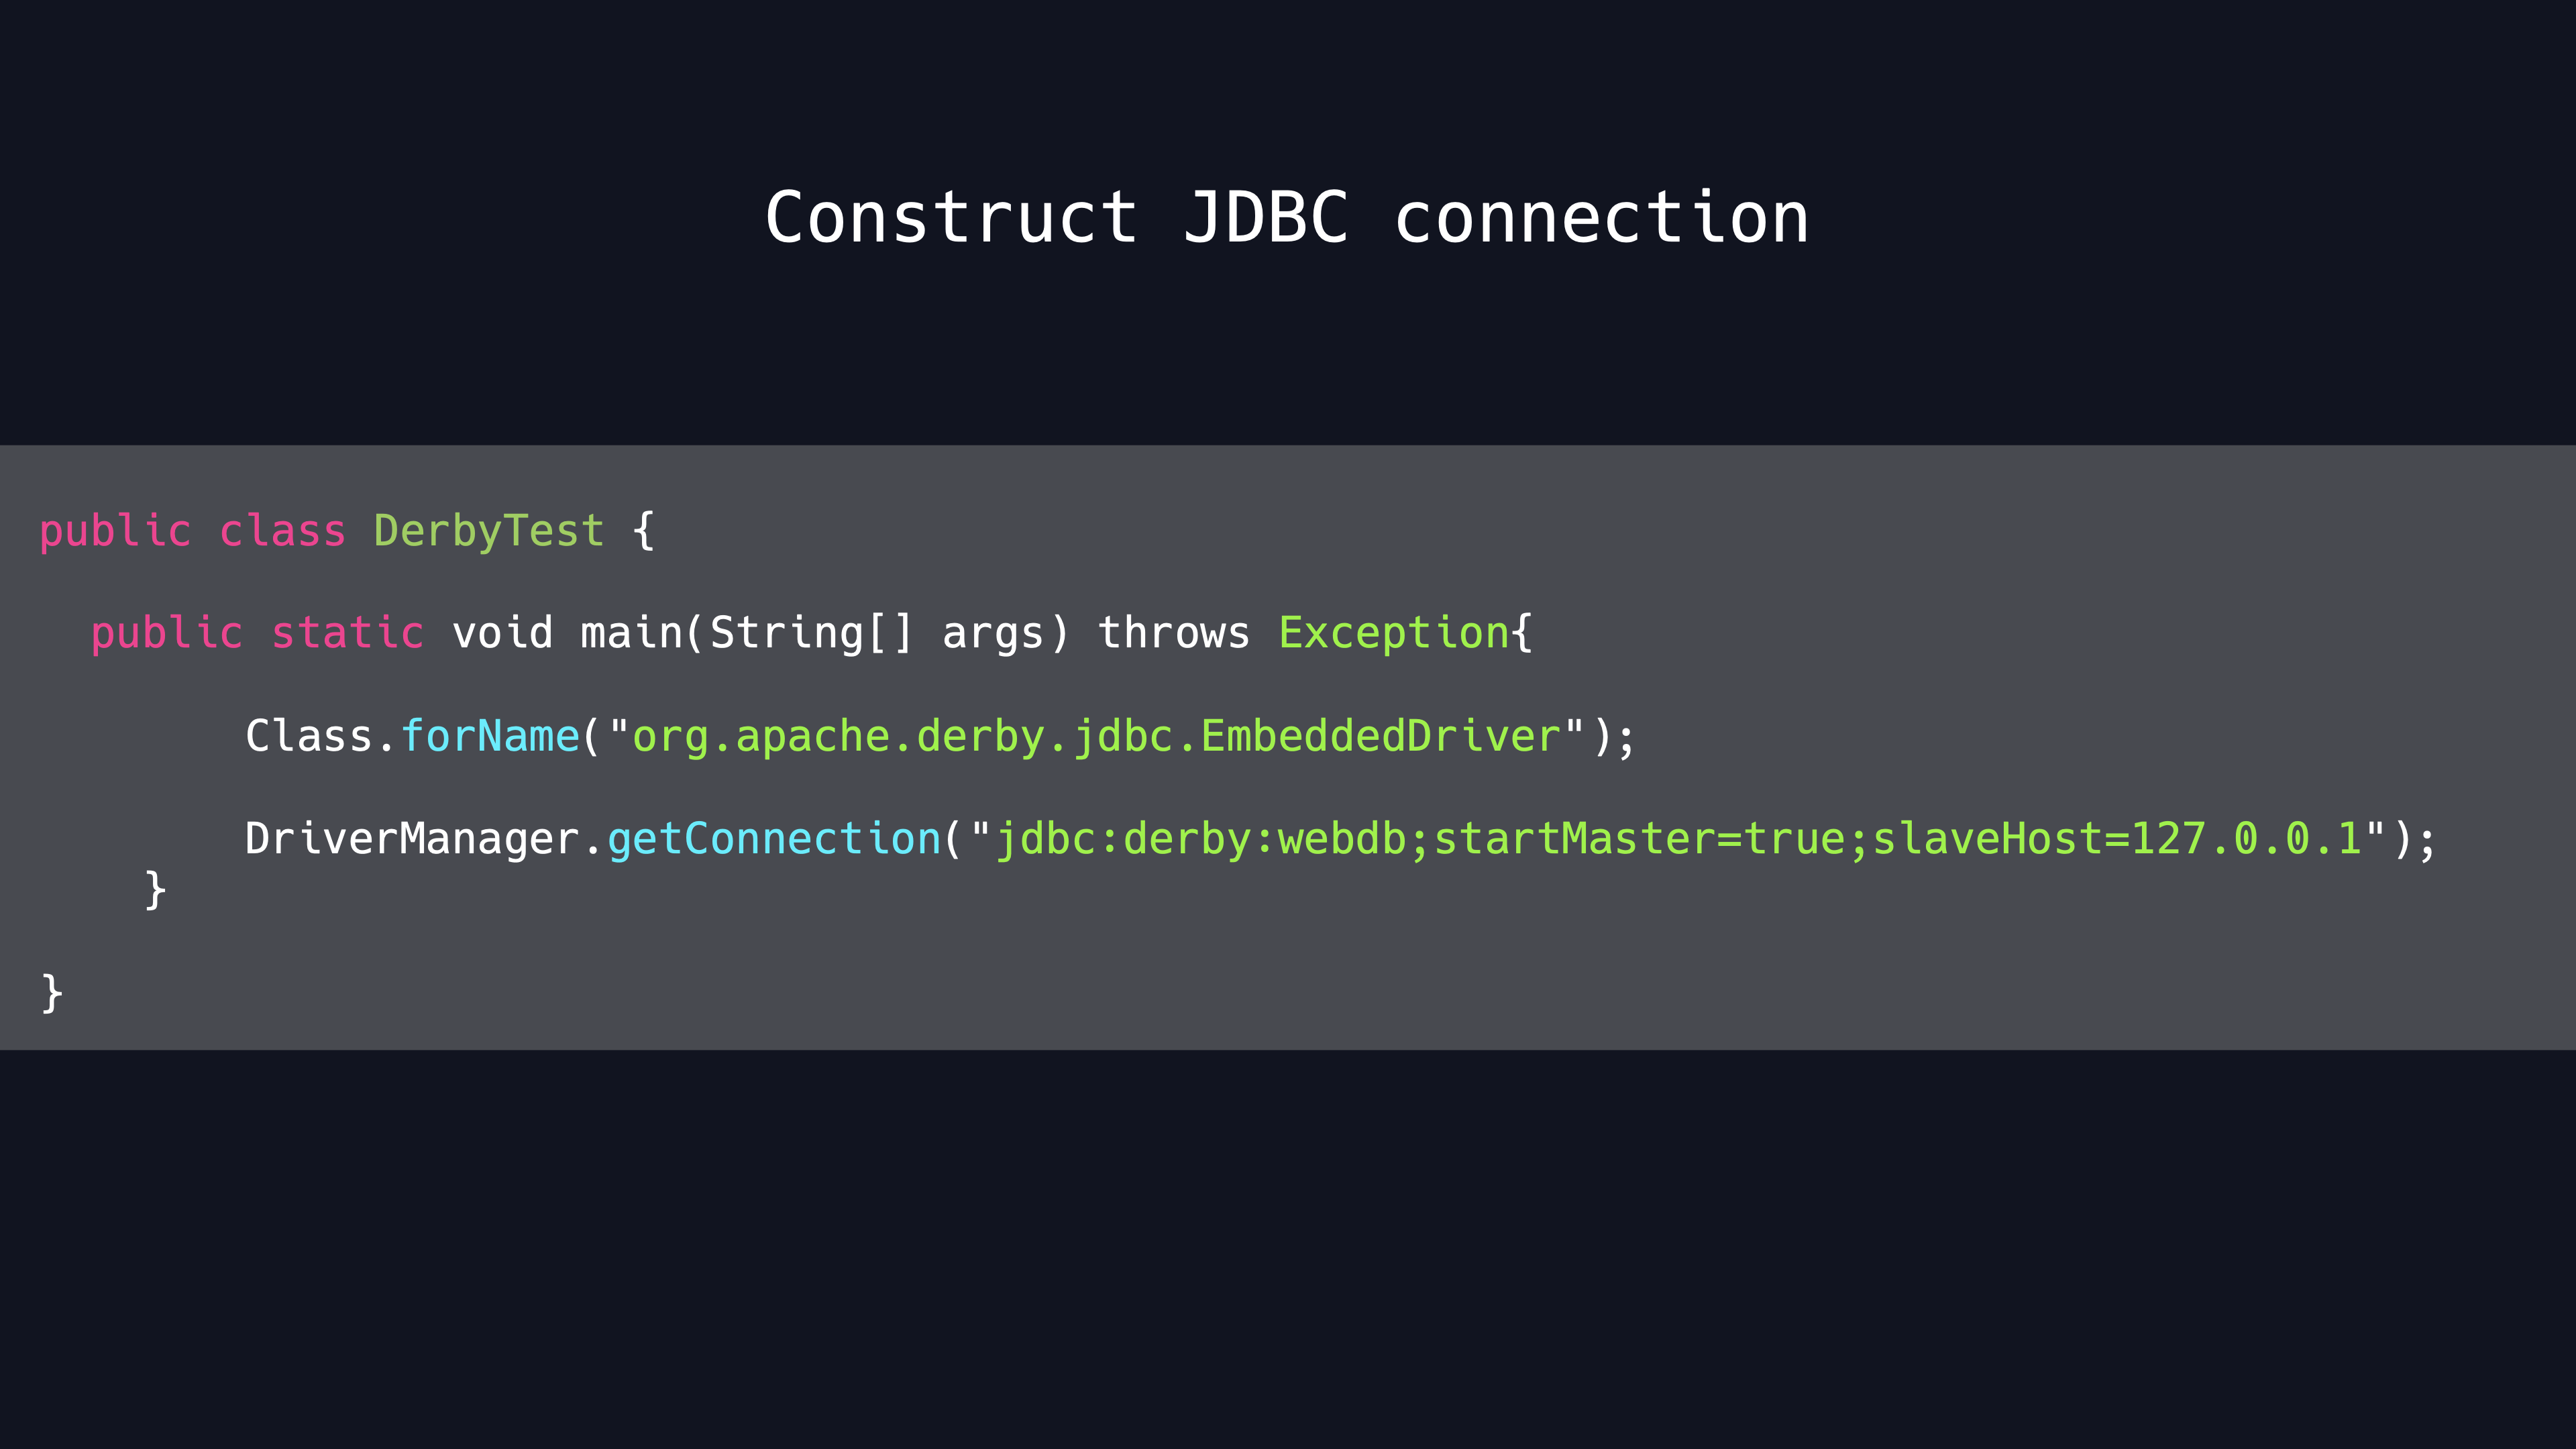 Construct JDBC connection
public class DerbyTest {
public static void main(String[] args) throws Exception{
Class.forName("org.apache.derby.jdbc.EmbeddedDriver");
DriverManager.getConnection("jdbc:derby:webdb;startMaster=true;slaveHost=127.0.0.1");
}
}